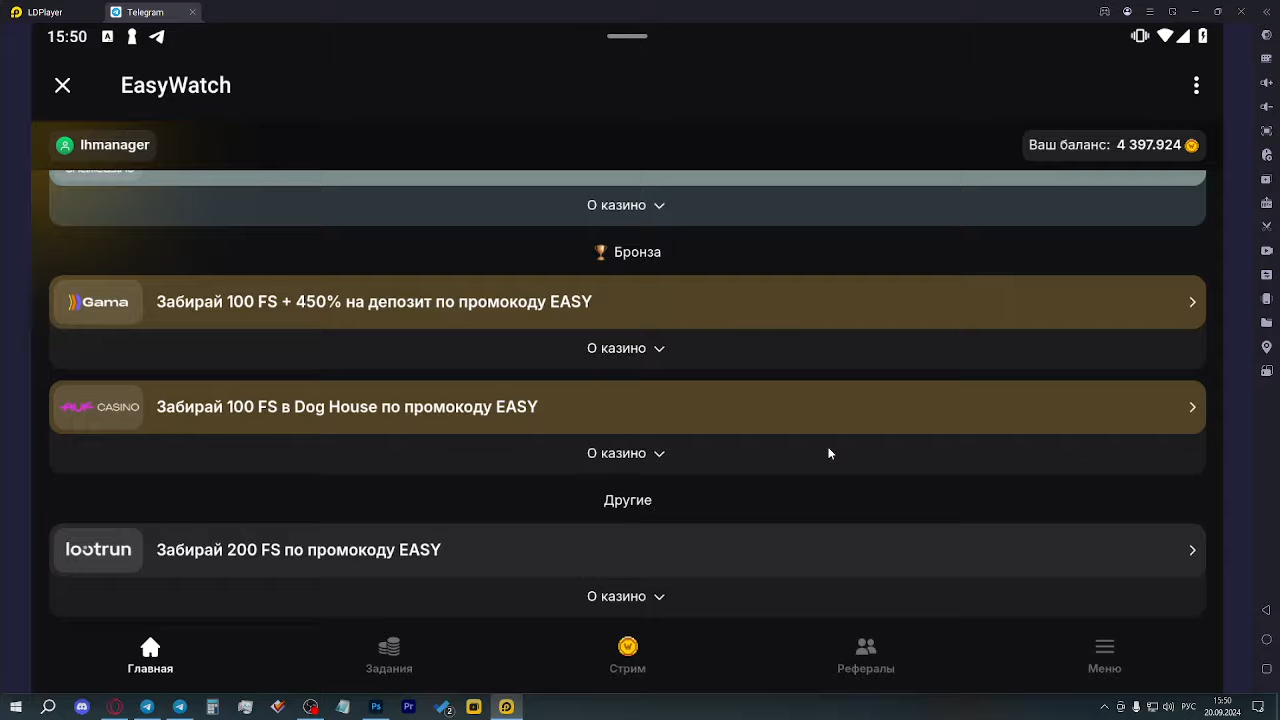 LDPlayer
Telegram
15:50
EasyWatch
lhmanager
Ваш баланс: 4 397.924
О казино
Бронза
Gama
Забирай 100 FS + 450% на депозит по промокоду EASY
О казино
AUF CASINO
Забирай 100 FS в Dog House по промокоду EASY
О казино
Другие
lootrun
Забирай 200 FS по промокоду EASY
О казино
Главная
Задания
Стрим
Рефералы
Меню
15:50
РУС
20.09.2024